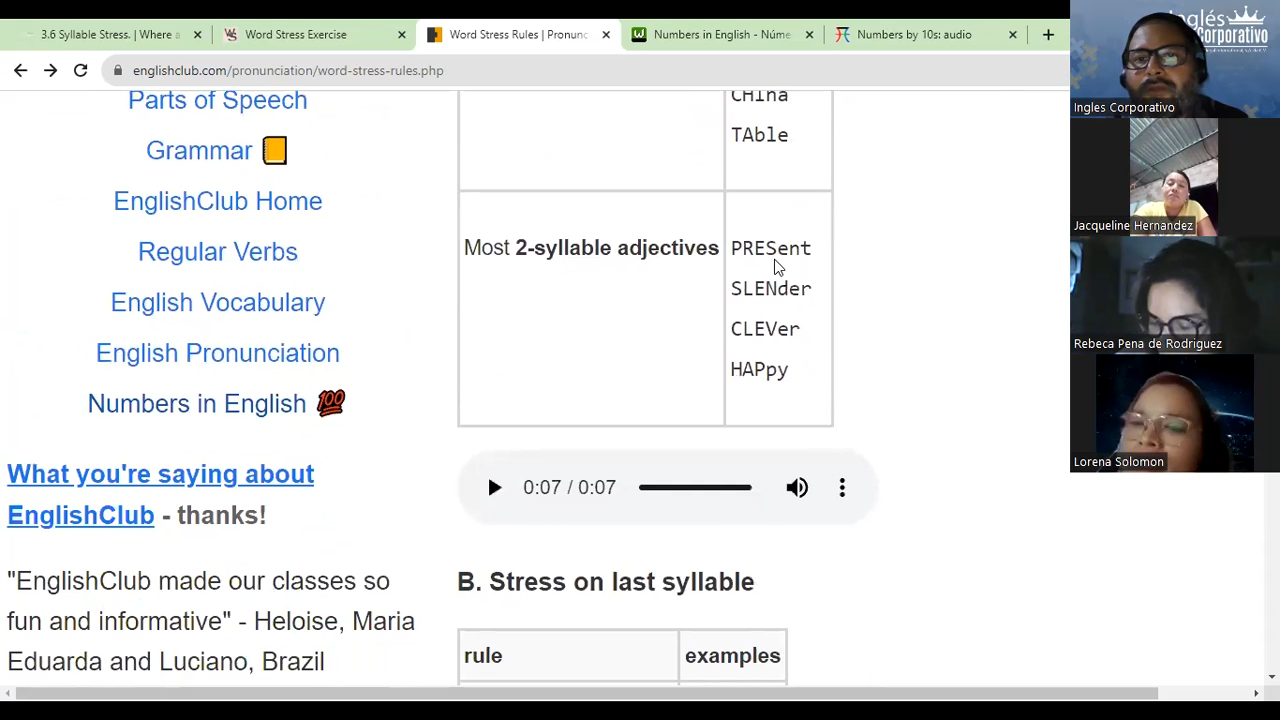 3.6 Syllable Stress. | Where a
Word Stress Exercise
Word Stress Rules | Pronunc
Numbers in English - Núme
Numbers by 10s: audio
englishclub.com/pronunciation/word-stress-rules.php
Parts of Speech
Grammar
EnglishClub Home
Regular Verbs
English Vocabulary
English Pronunciation
Numbers in English 💯
What you're saying about
EnglishClub - thanks!
"EnglishClub made our classes so
fun and informative" - Heloise, Maria
Eduarda and Luciano, Brazil
CHIna
TAble
Most 2-syllable adjectives
PRESent
SLENder
CLEVer
HAPpy
0:07 / 0:07
B. Stress on last syllable
rule
examples
Inglés
Corporativo
Ingles Corporativo
Jacqueline Hernandez
Rebeca Pena de Rodriguez
Lorena Solomon